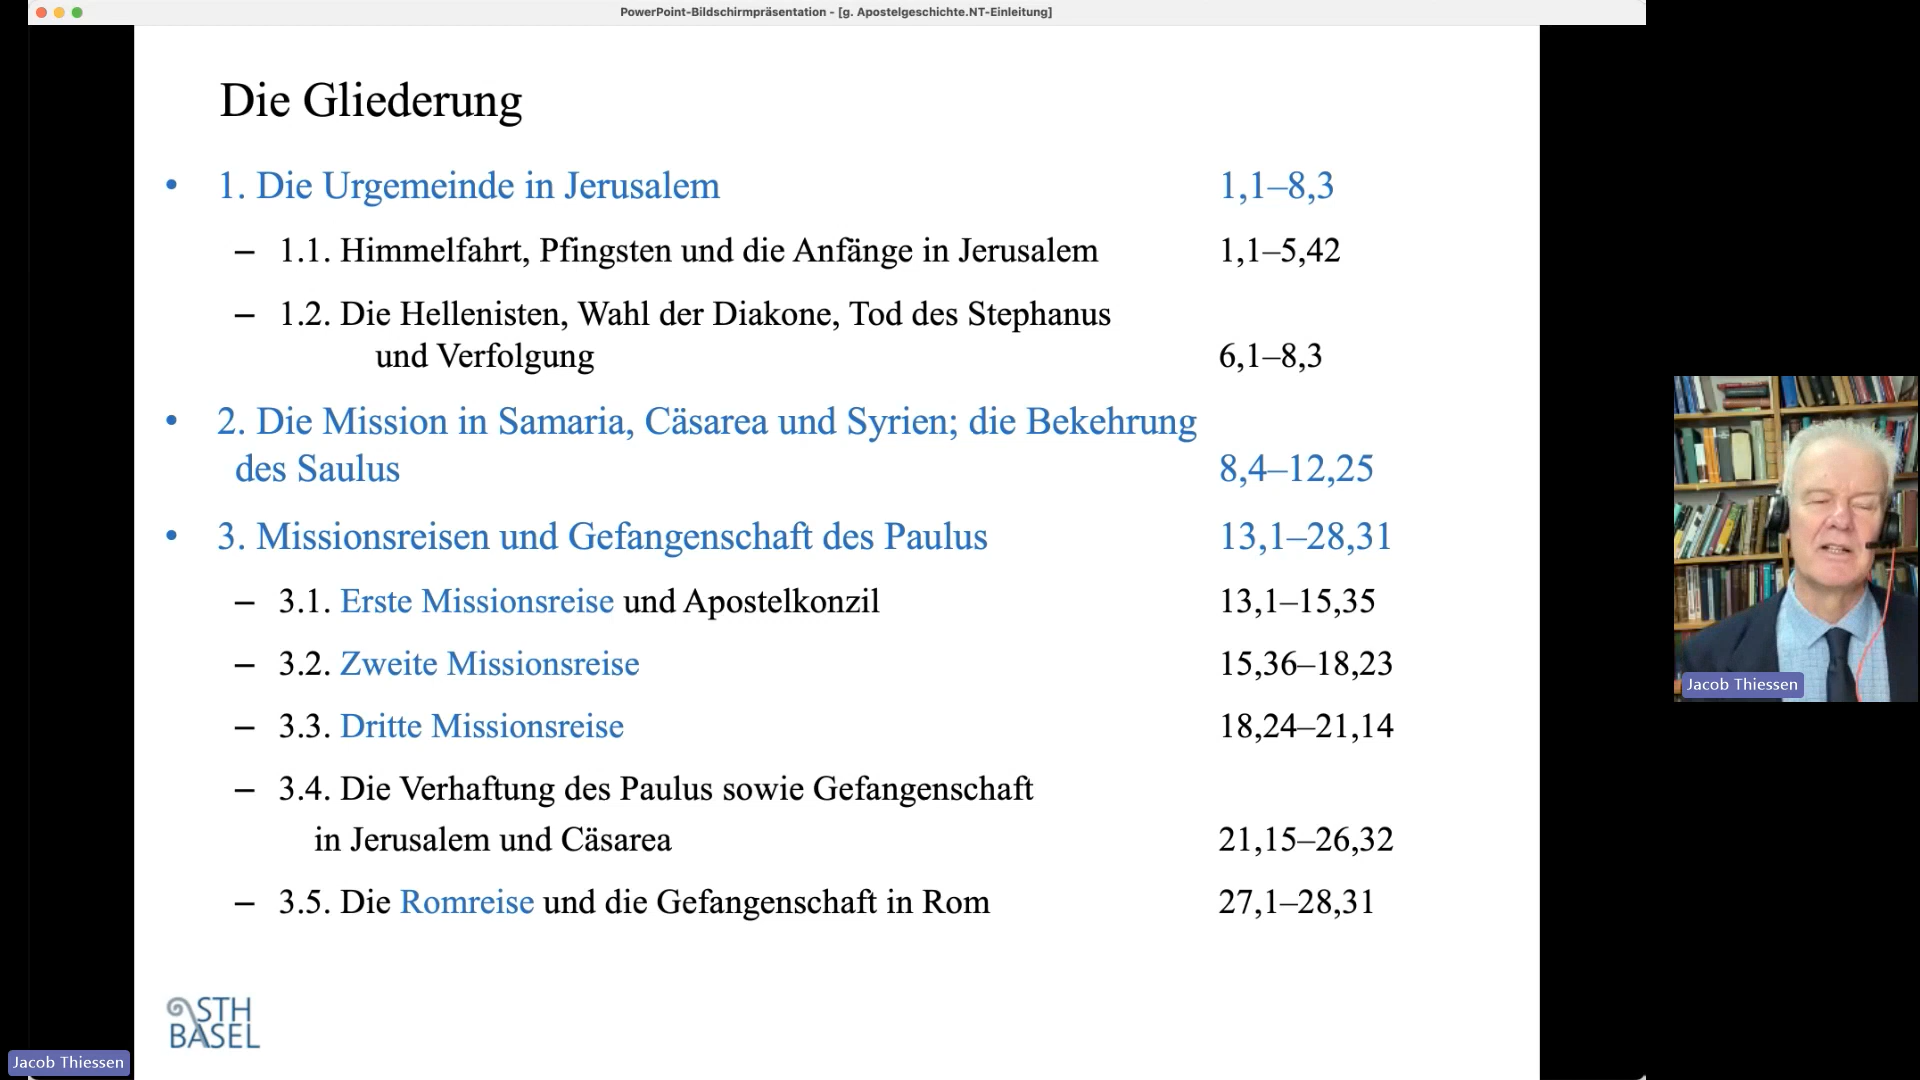 PowerPoint-Bildschirmpräsentation - [g. Apostelgeschichte.NT-Einleitung]
Die Gliederung
• 1. Die Urgemeinde in Jerusalem 1,1–8,3
– 1.1. Himmelfahrt, Pfingsten und die Anfänge in Jerusalem 1,1–5,42
– 1.2. Die Hellenisten, Wahl der Diakone, Tod des Stephanus
und Verfolgung 6,1–8,3
• 2. Die Mission in Samaria, Cäsarea und Syrien; die Bekehrung
des Saulus 8,4–12,25
• 3. Missionsreisen und Gefangenschaft des Paulus 13,1–28,31
– 3.1. Erste Missionsreise und Apostelkonzil 13,1–15,35
– 3.2. Zweite Missionsreise 15,36–18,23
– 3.3. Dritte Missionsreise 18,24–21,14
– 3.4. Die Verhaftung des Paulus sowie Gefangenschaft
in Jerusalem und Cäsarea 21,15–26,32
– 3.5. Die Romreise und die Gefangenschaft in Rom 27,1–28,31
STH
BASEL
Jacob Thiessen
Jacob Thiessen